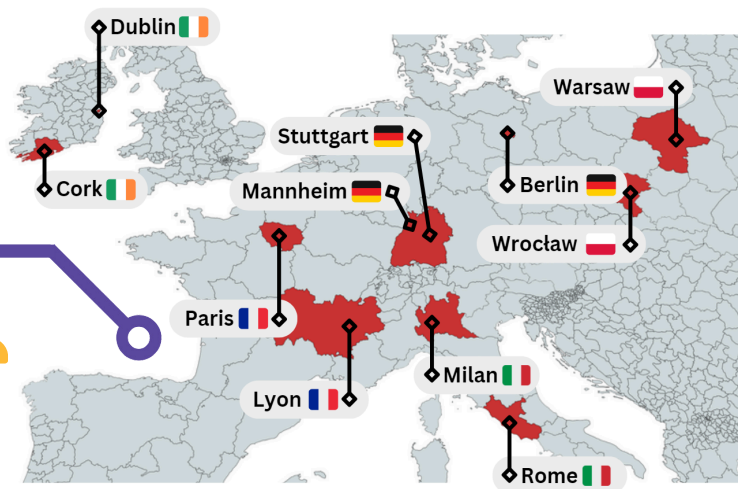 Dublin
Warsaw
Stuttgart
Mannheim
Berlin
Cork
Wrocław
Paris
Milan
Lyon
Rome